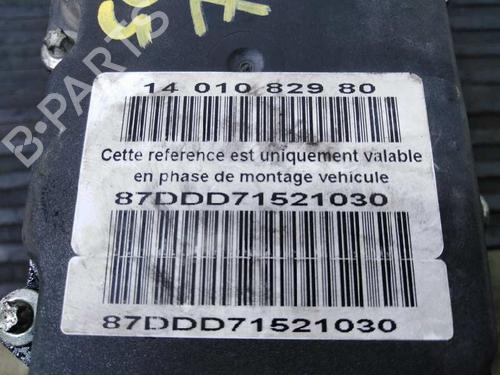 B-PARTS
14 010 829 80
Cette reference est uniquement valable
en phase de montage vehicule
87DDD71521030
87DDD71521030